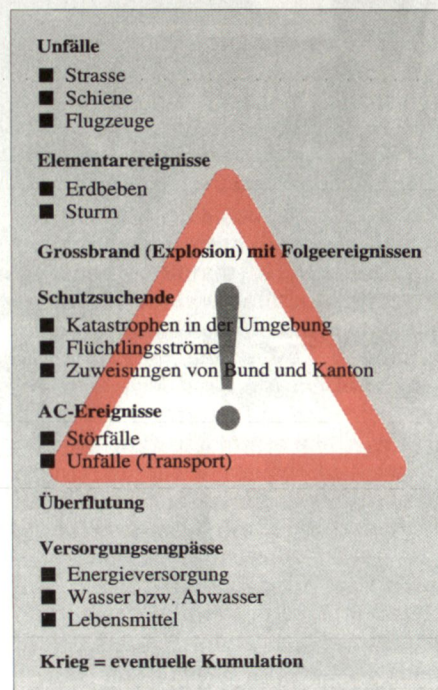 Unfälle
■ Strasse
■ Schiene
■ Flugzeuge
Elementarereignisse
■ Erdbeben
■ Sturm
Grossbrand (Explosion) mit Folgeereignissen
Schutzsuchende
■ Katastrophen in der Umgebung
■ Flüchtlingsströme
■ Zuweisungen von Bund und Kanton
AC-Ereignisse
■ Störfälle
■ Unfälle (Transport)
Überflutung
Versorgungsengpässe
■ Energieversorgung
■ Wasser bzw. Abwasser
■ Lebensmittel
Krieg = eventuelle Kumulation